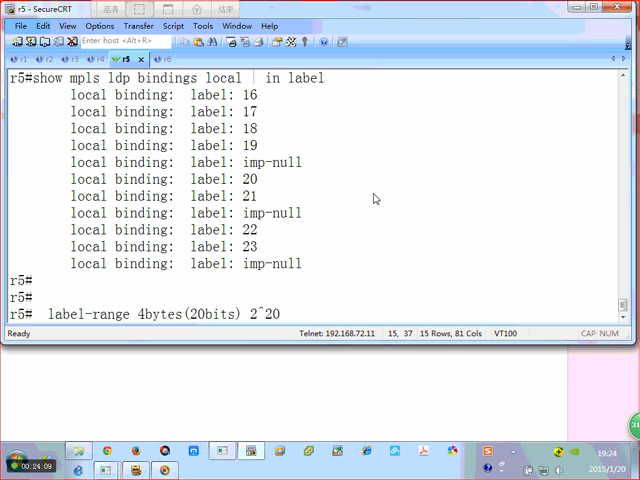 r5 - SecureCRT
高清
结束
File Edit View Options Transfer Script Tools Window Help
Enter host <Alt+R>
r1 r2 r3 r4 r5 r6
r5#show mpls ldp bindings local | in label
local binding: label: 16
local binding: label: 17
local binding: label: 18
local binding: label: 19
local binding: label: imp-null
local binding: label: 20
local binding: label: 21
local binding: label: imp-null
local binding: label: 22
local binding: label: 23
local binding: label: imp-null
r5#
r5#
r5# label-range 4bytes(20bits) 2^20
Ready Telnet: 192.168.72.11 15, 37 15 Rows, 81 Cols VT100 CAP NUM
31
00:24:09
19:24
2015/1/20